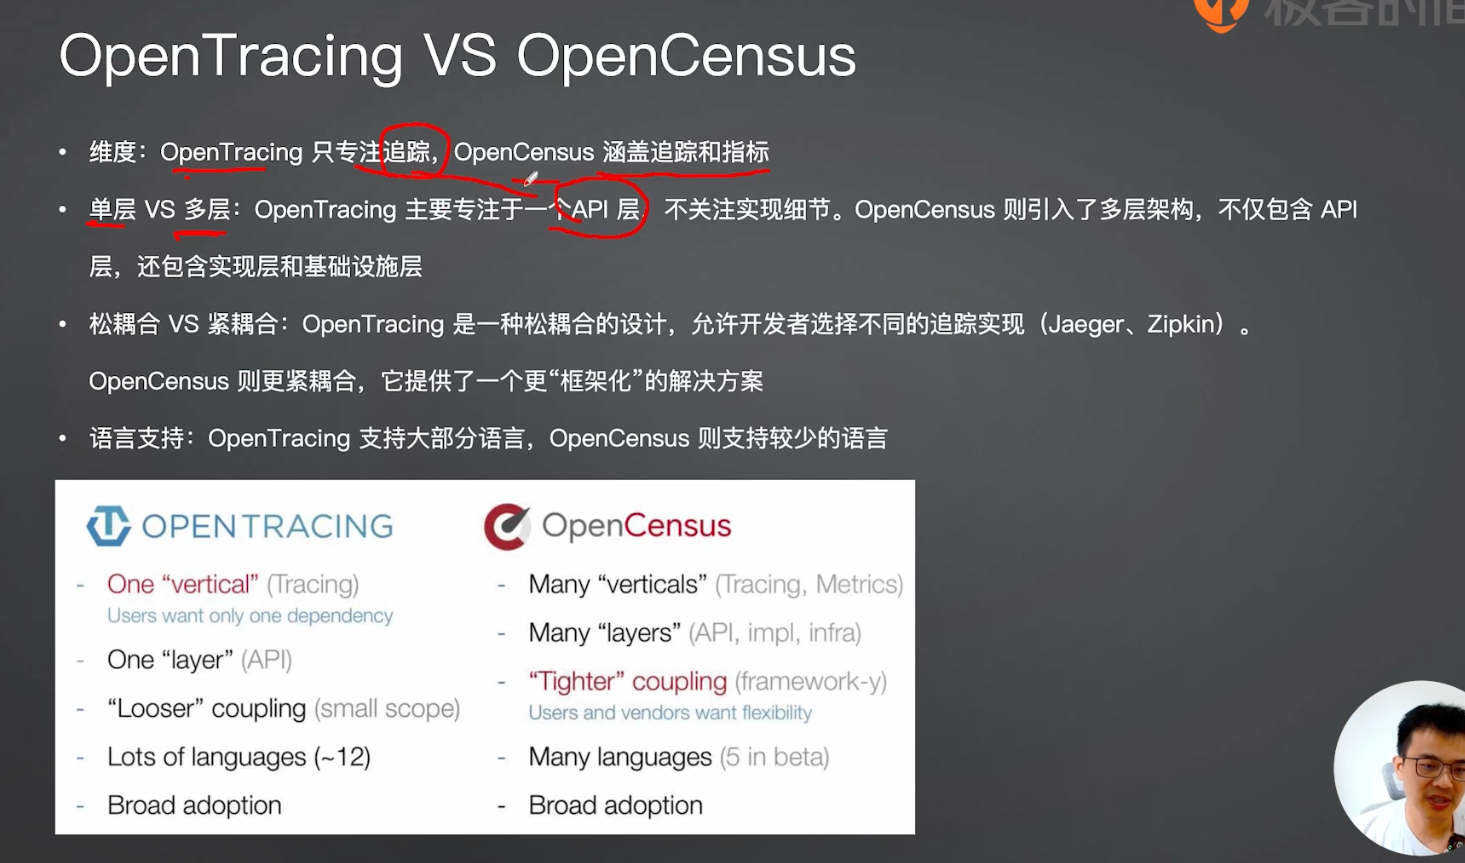 极客时间
OpenTracing VS OpenCensus
• 维度：OpenTracing 只专注追踪，OpenCensus 涵盖追踪和指标
• 单层 VS 多层：OpenTracing 主要专注于一个API 层，不关注实现细节。OpenCensus 则引入了多层架构，不仅包含 API
层，还包含实现层和基础设施层
• 松耦合 VS 紧耦合：OpenTracing 是一种松耦合的设计，允许开发者选择不同的追踪实现（Jaeger、Zipkin）。
OpenCensus 则更紧耦合，它提供了一个更“框架化”的解决方案
• 语言支持：OpenTracing 支持大部分语言，OpenCensus 则支持较少的语言
OPENTRACING
- One “vertical” (Tracing)
Users want only one dependency
- One “layer” (API)
- “Looser” coupling (small scope)
- Lots of languages (~12)
- Broad adoption
OpenCensus
- Many “verticals” (Tracing, Metrics)
- Many “layers” (API, impl, infra)
- “Tighter” coupling (framework-y)
Users and vendors want flexibility
- Many languages (5 in beta)
- Broad adoption